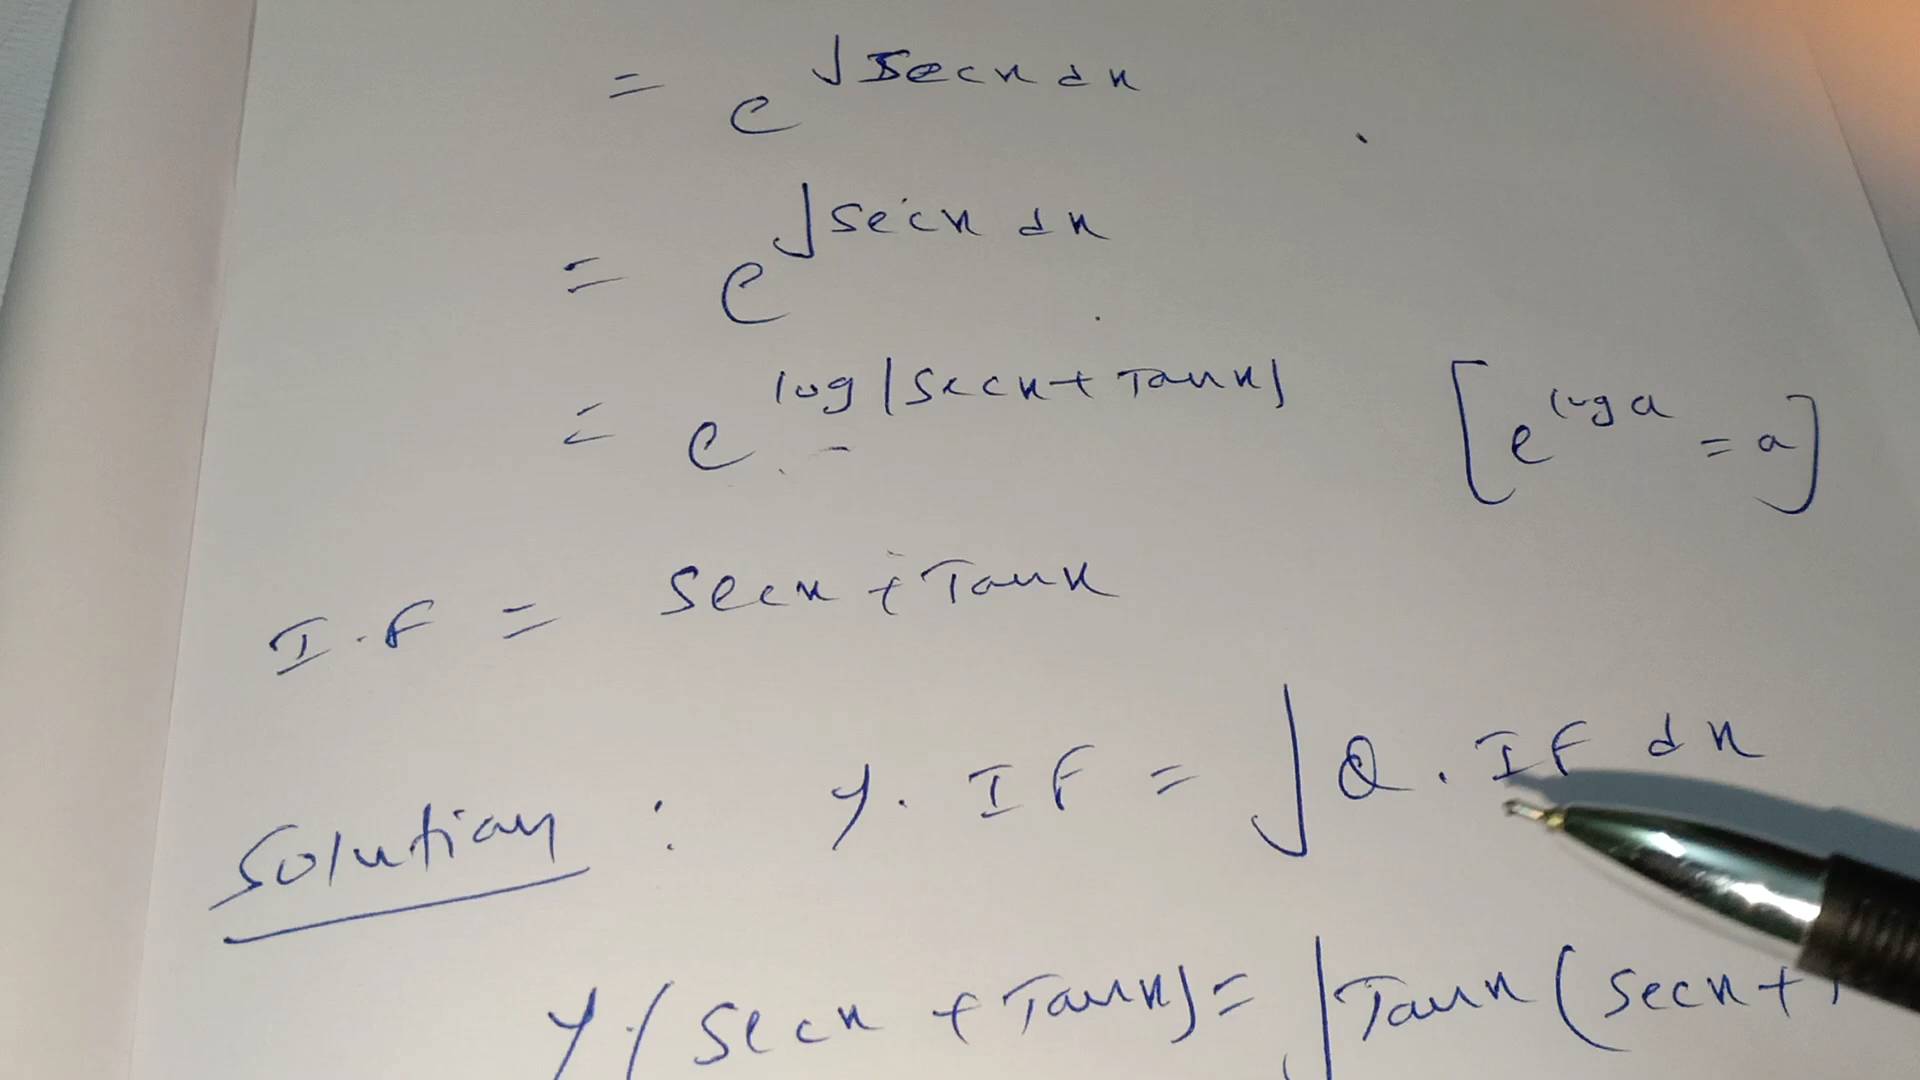 = e^∫secx dx
= e^∫secx dx
= e^log|secx+Tanx| [e^log a = a]
I.F = secx + Tanx
Solution : y. IF = ∫Q. IF dx
y.(secx + Tanx) = ∫Tanx (secx+